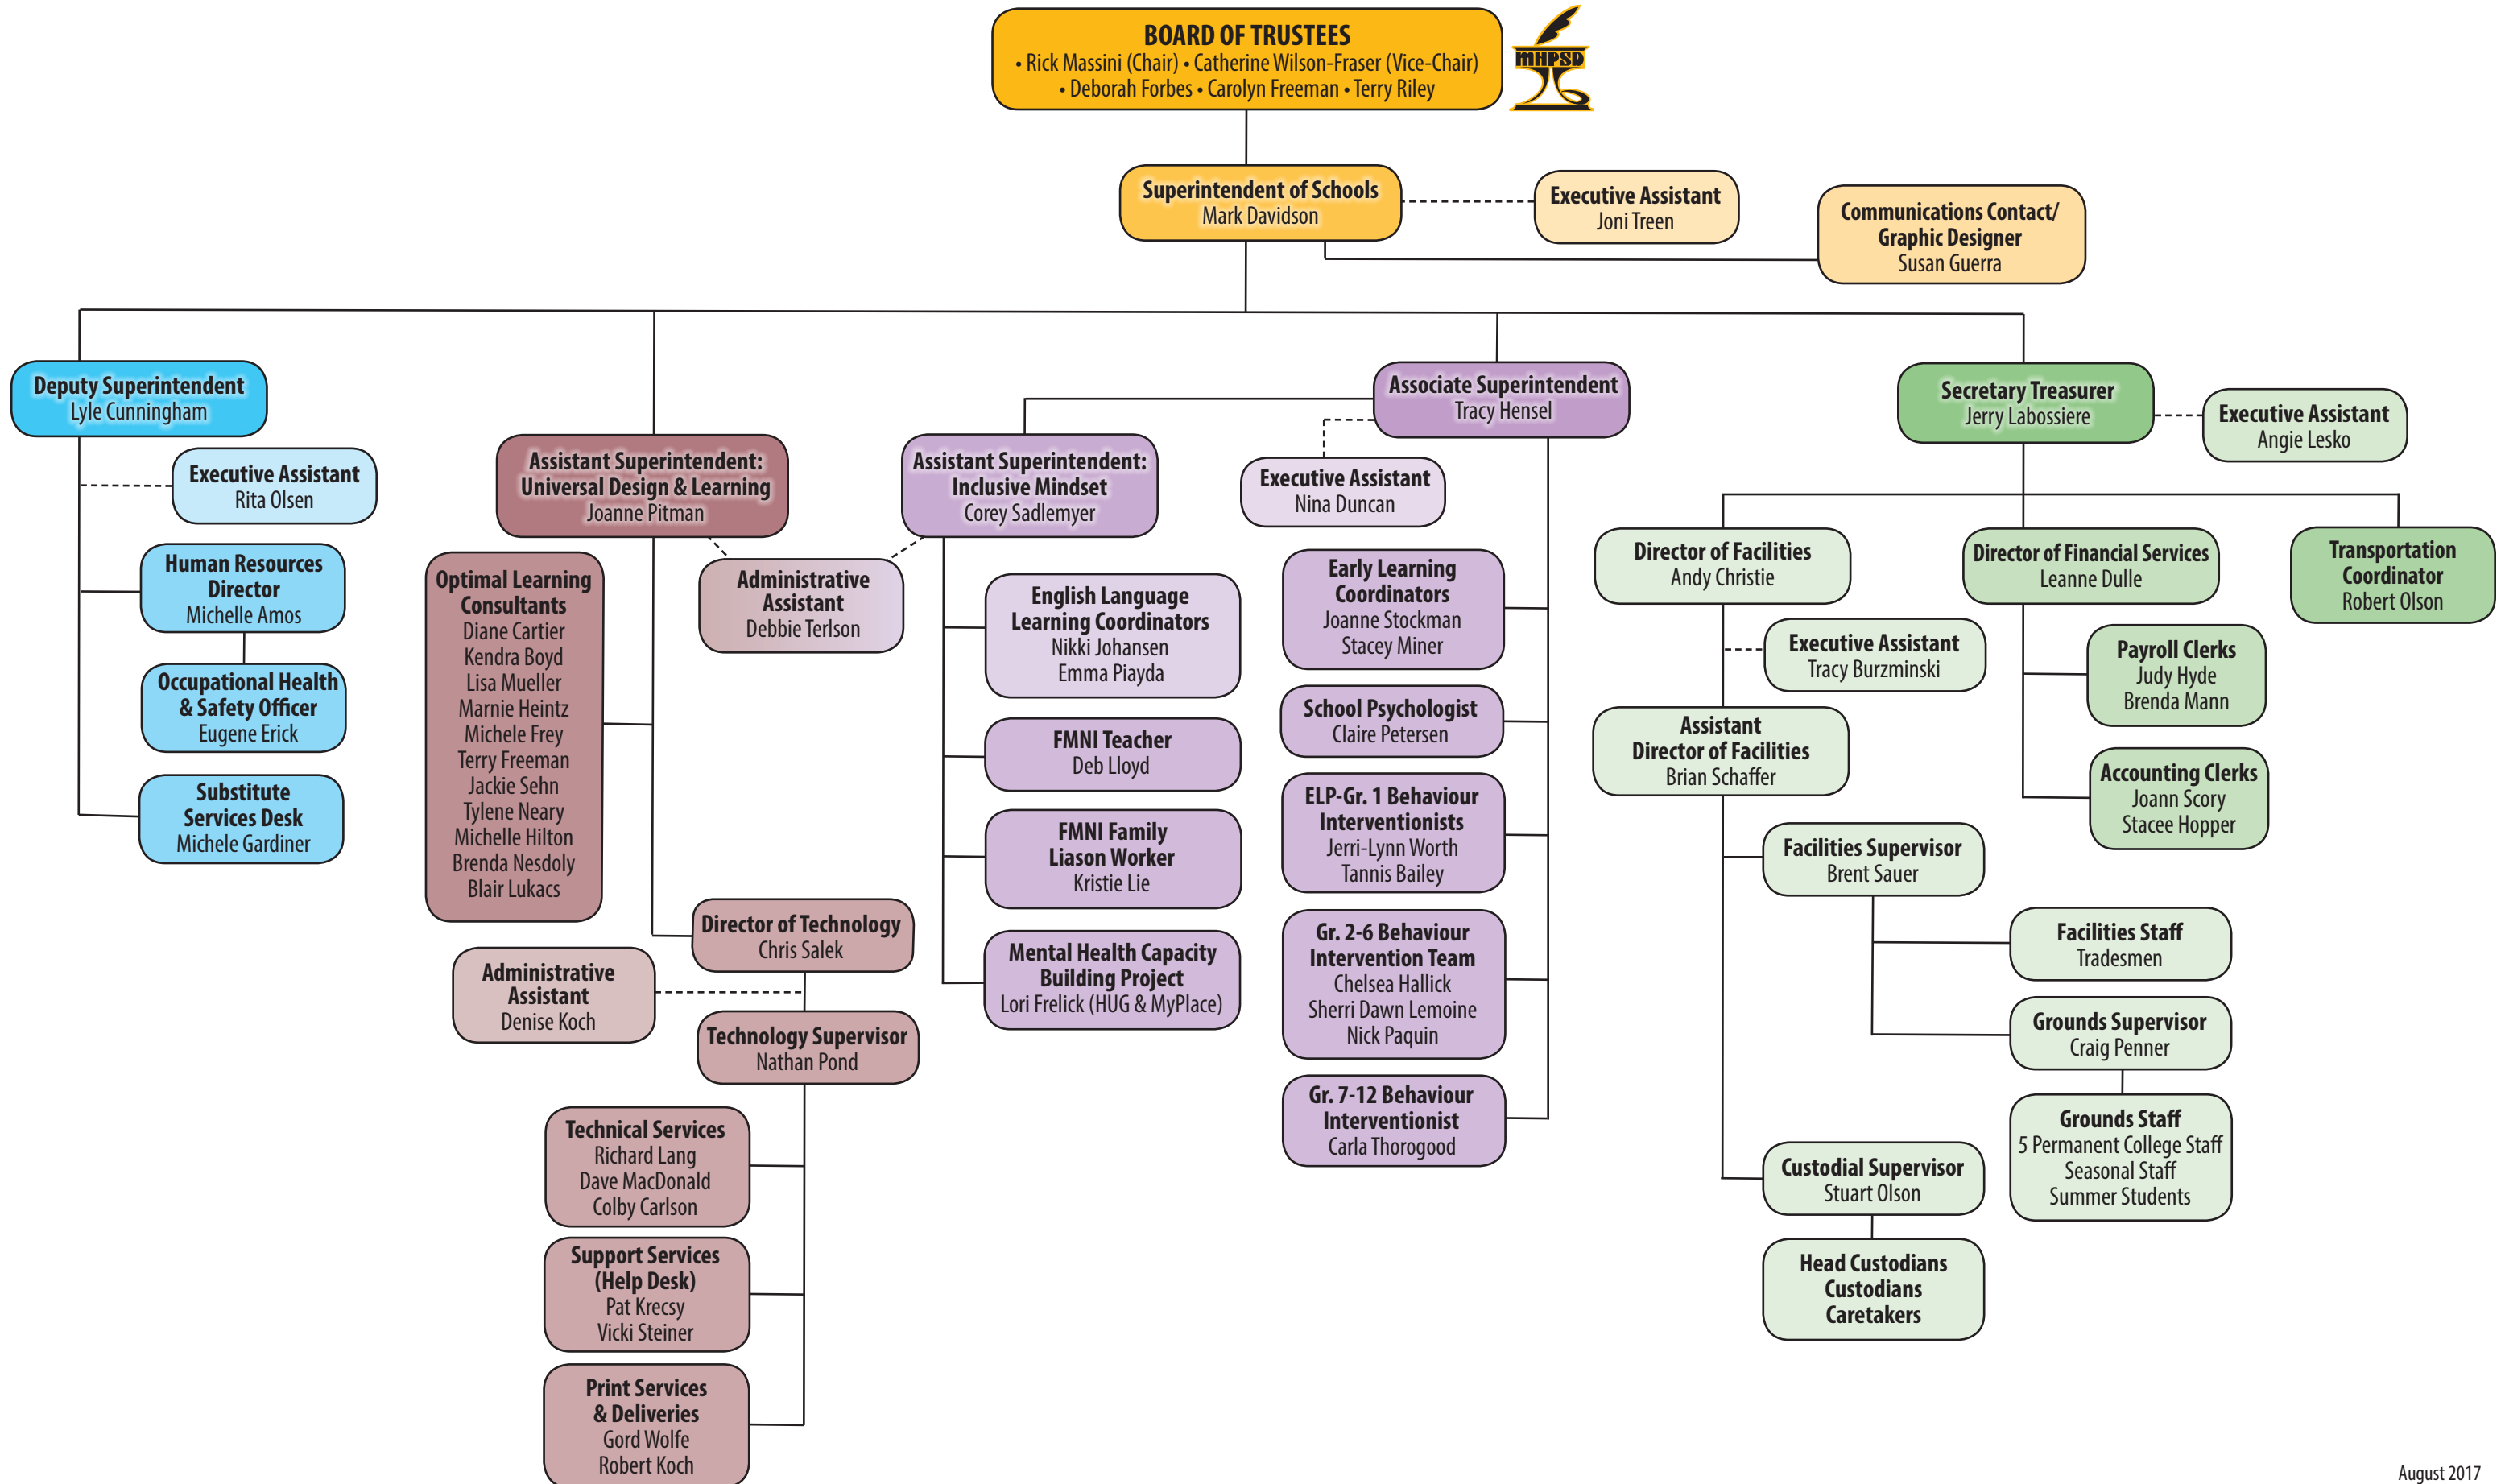 BOARD OF TRUSTEES
• Rick Massini (Chair) • Catherine Wilson-Fraser (Vice-Chair)
• Deborah Forbes • Carolyn Freeman • Terry Riley
MHPSD
Superintendent of Schools
Mark Davidson
Executive Assistant
Joni Treen
Communications Contact/
Graphic Designer
Susan Guerra
Deputy Superintendent
Lyle Cunningham
Executive Assistant
Rita Olsen
Human Resources
Director
Michelle Amos
Occupational Health
& Safety Officer
Eugene Erick
Substitute
Services Desk
Michele Gardiner
Assistant Superintendent:
Universal Design & Learning
Joanne Pitman
Optimal Learning
Consultants
Diane Cartier
Kendra Boyd
Lisa Mueller
Marnie Heintz
Michele Frey
Terry Freeman
Jackie Sehn
Tylene Neary
Michelle Hilton
Brenda Nesdoly
Blair Lukacs
Administrative
Assistant
Debbie Terlson
Director of Technology
Chris Salek
Administrative
Assistant
Denise Koch
Technology Supervisor
Nathan Pond
Technical Services
Richard Lang
Dave MacDonald
Colby Carlson
Support Services
(Help Desk)
Pat Krecsy
Vicki Steiner
Print Services
& Deliveries
Gord Wolfe
Robert Koch
Associate Superintendent
Tracy Hensel
Assistant Superintendent:
Inclusive Mindset
Corey Sadlemyer
Executive Assistant
Nina Duncan
English Language
Learning Coordinators
Nikki Johansen
Emma Piayda
FMNI Teacher
Deb Lloyd
FMNI Family
Liason Worker
Kristie Lie
Mental Health Capacity
Building Project
Lori Frelick (HUG & MyPlace)
Early Learning
Coordinators
Joanne Stockman
Stacey Miner
School Psychologist
Claire Petersen
ELP-Gr. 1 Behaviour
Interventionists
Jerri-Lynn Worth
Tannis Bailey
Gr. 2-6 Behaviour
Intervention Team
Chelsea Hallick
Sherri Dawn Lemoine
Nick Paquin
Gr. 7-12 Behaviour
Interventionist
Carla Thorogood
Secretary Treasurer
Jerry Labossiere
Executive Assistant
Angie Lesko
Director of Facilities
Andy Christie
Executive Assistant
Tracy Burzminski
Assistant
Director of Facilities
Brian Schaffer
Facilities Supervisor
Brent Sauer
Facilities Staff
Tradesmen
Grounds Supervisor
Craig Penner
Grounds Staff
5 Permanent College Staff
Seasonal Staff
Summer Students
Custodial Supervisor
Stuart Olson
Head Custodians
Custodians
Caretakers
Director of Financial Services
Leanne Dulle
Payroll Clerks
Judy Hyde
Brenda Mann
Accounting Clerks
Joann Scory
Stacee Hopper
Transportation
Coordinator
Robert Olson
August 2017